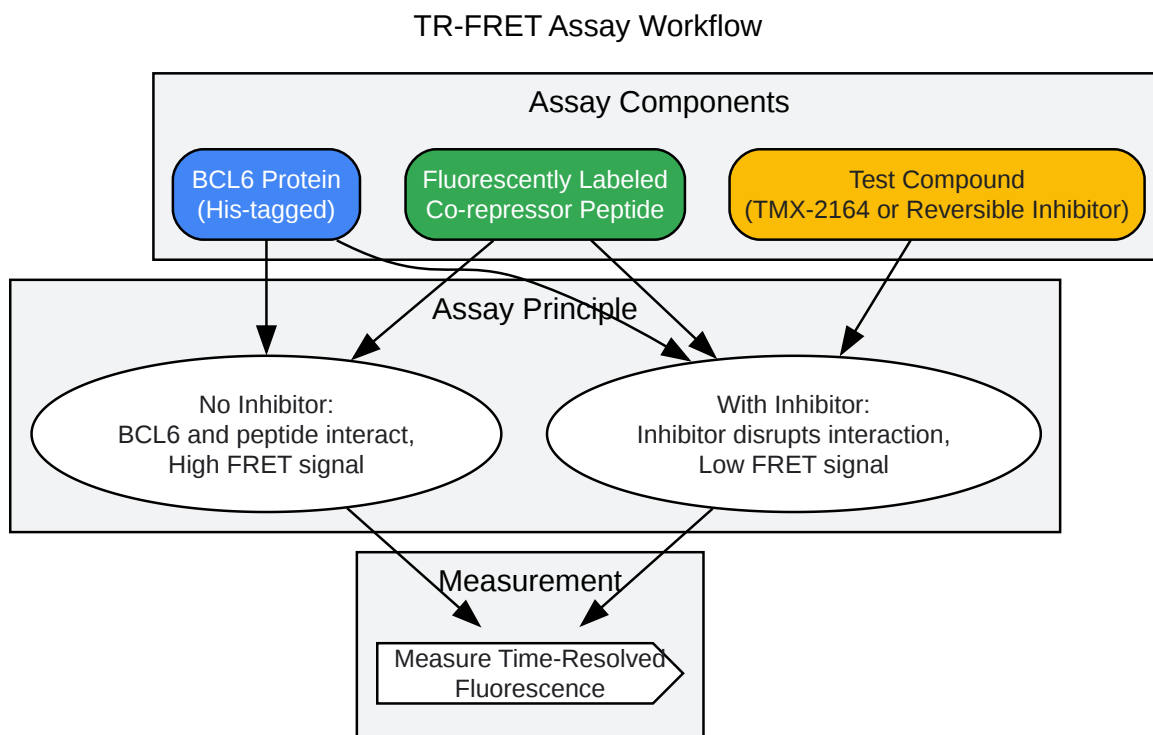 TR-FRET Assay Workflow
Assay Components
BCL6 Protein
(His-tagged)
Fluorescently Labeled
Co-repressor Peptide
Test Compound
(TMX-2164 or Reversible Inhibitor)
Assay Principle
No Inhibitor:
BCL6 and peptide interact,
High FRET signal
With Inhibitor:
Inhibitor disrupts interaction,
Low FRET signal
Measurement
Measure Time-Resolved
Fluorescence